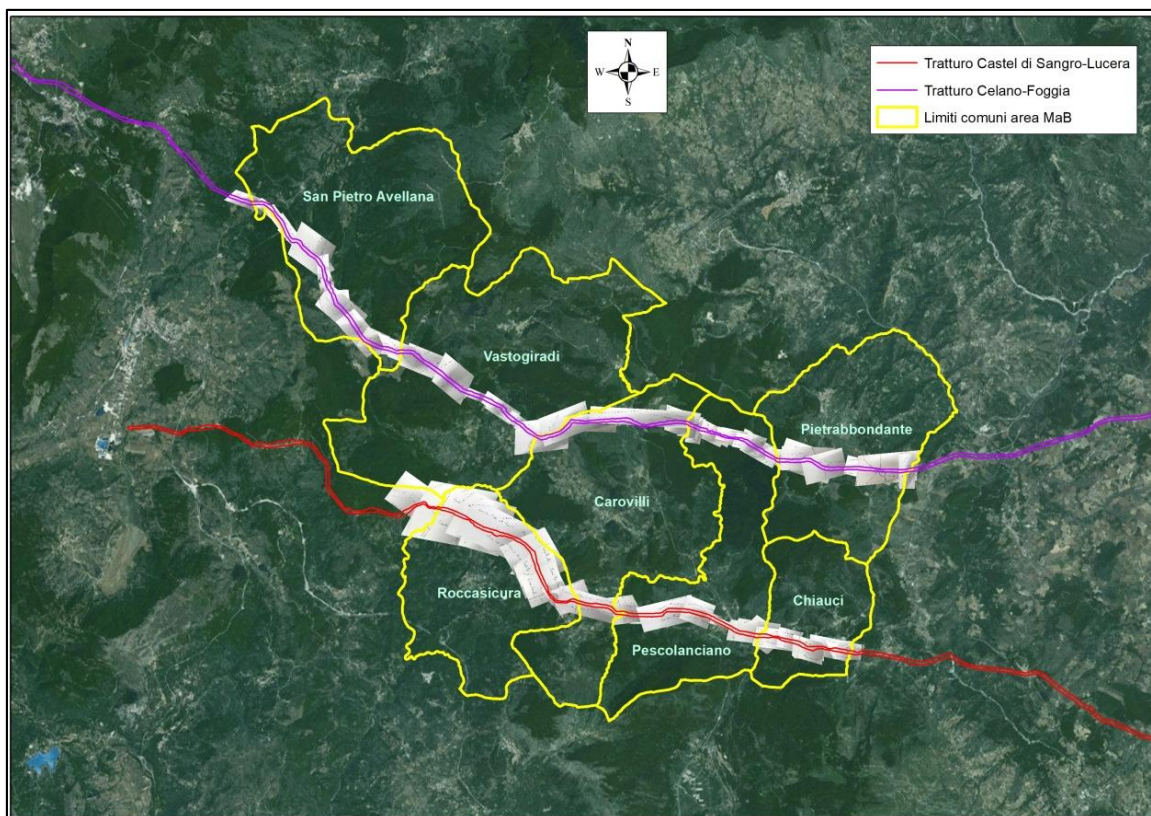 N
W E
S
Tratturo Castel di Sangro-Lucera
Tratturo Celano-Foggia
Limiti comuni area MaB
San Pietro Avellana
Vastogiradi
Pietrabbondante
Carovilli
Roccasicura
Chiauci
Pescolanciano